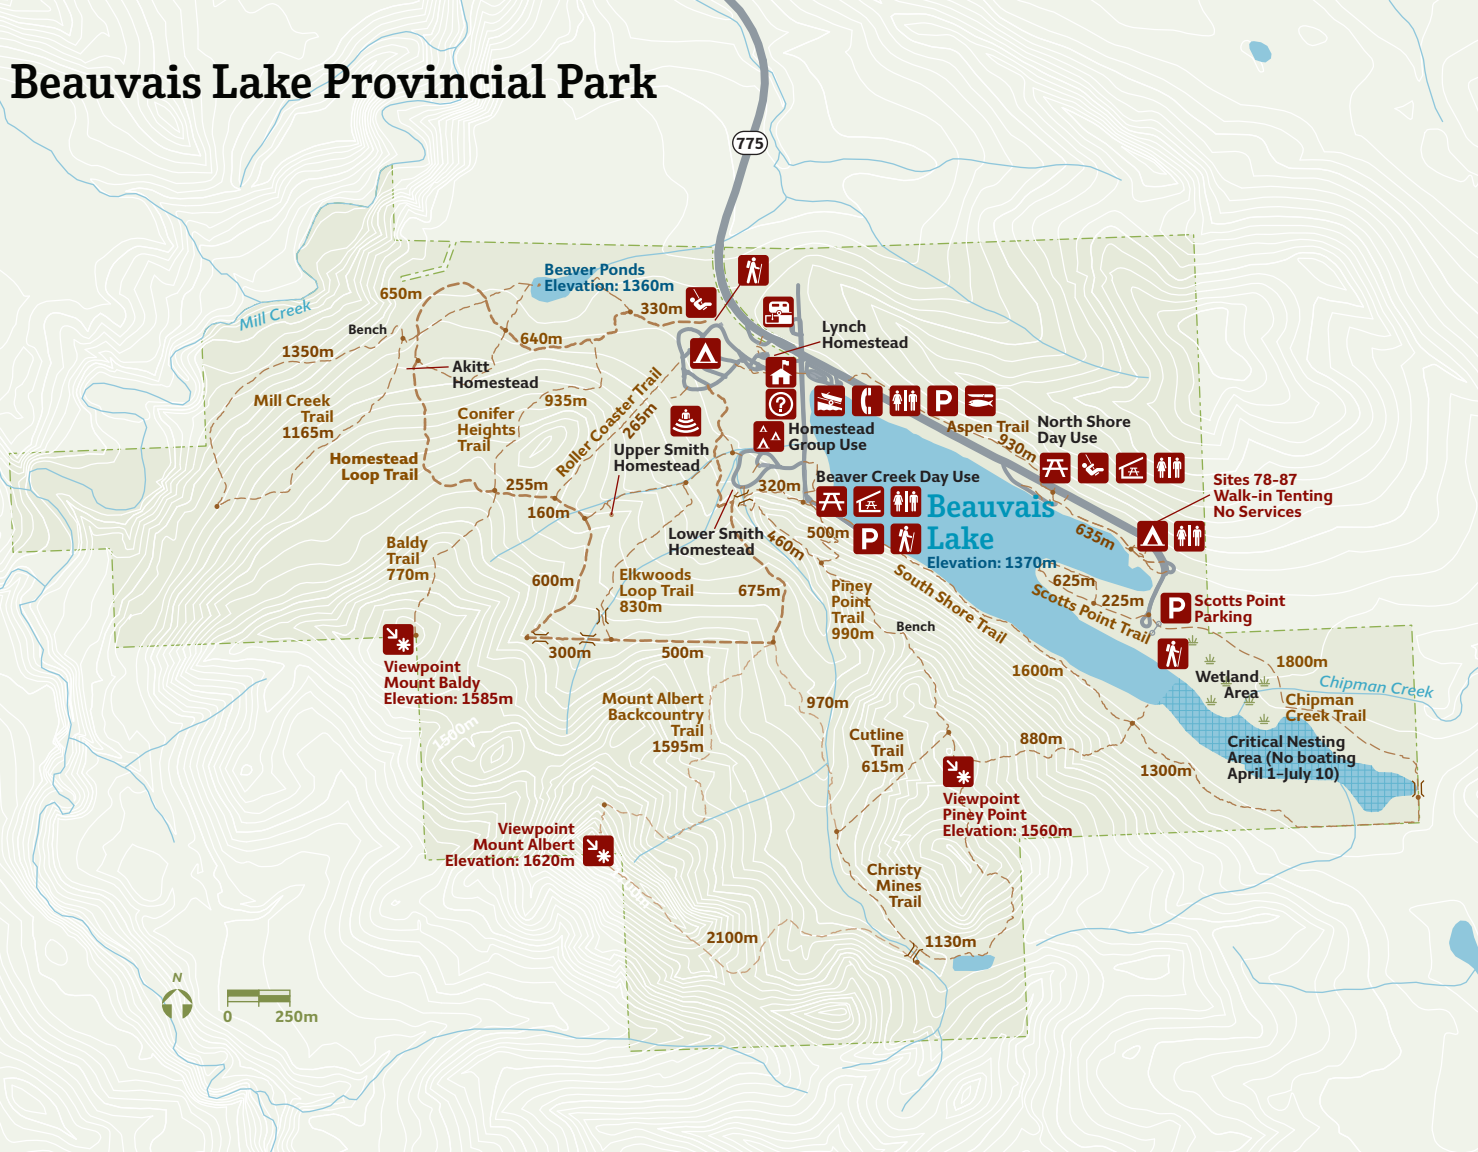 Beauvais Lake Provincial Park
775
Beaver Ponds
Elevation: 1360m
650m
Mill Creek
330m
Bench
640m
Lynch
Homestead
1350m
Akitt
Homestead
Mill Creek
Trail
1165m
935m
Conifer
Heights
Trail
Roller Coaster Trail
265m
P
Aspen Trail
930m
North Shore
Day Use
?
Homestead
Group Use
Upper Smith
Homestead
Homestead
Loop Trail
255m
160m
320m
Beaver Creek Day Use
Sites 78-87
Walk-in Tenting
No Services
Beauvais
Lake
Elevation: 1370m
Lower Smith
Homestead
460m
500m
P
635m
Baldy
Trail
770m
600m
Elkwoods
Loop Trail
830m
675m
Piney
Point
Trail
990m
South Shore Trail
625m
Scotts Point Trail
225m
P
Scotts Point
Parking
Bench
300m
500m
Viewpoint
Mount Baldy
Elevation: 1585m
1600m
Wetland
Area
1800m
Chipman Creek
Chipman
Creek Trail
Mount Albert
Backcountry
Trail
1595m
970m
1500m
Cutline
Trail
615m
880m
1300m
Critical Nesting
Area (No boating
April 1–July 10)
Viewpoint
Piney Point
Elevation: 1560m
Viewpoint
Mount Albert
Elevation: 1620m
Christy
Mines
Trail
2100m
1130m
N
0 250m